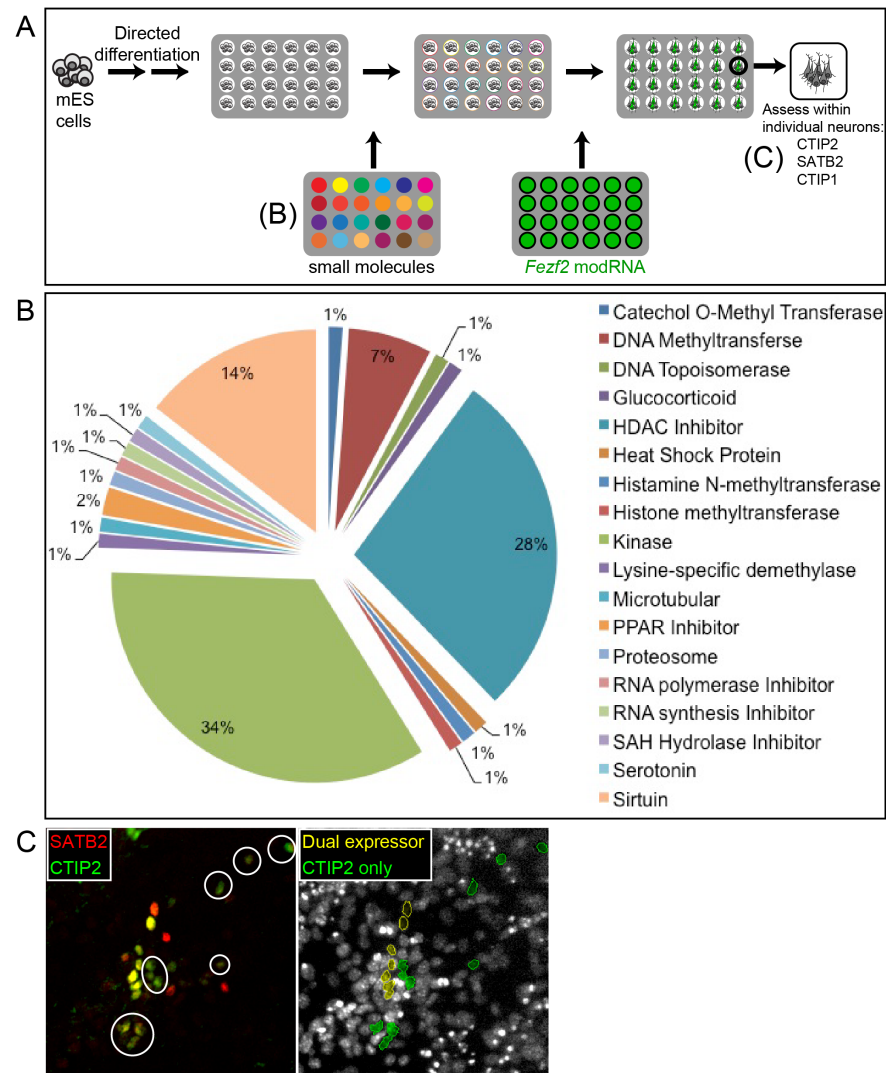 A
Directed
differentiation
mES
cells
Assess within
individual neurons:
(C)
CTIP2
SATB2
CTIP1
(B)
small molecules
Fezf2 modRNA
B
1%
7%
1%
1%
28%
1%
1%
1%
34%
1%
1%
2%
1%
1%
1%
1%
1%
14%
Catechol O-Methyl Transferase
DNA Methyltransferse
DNA Topoisomerase
Glucocorticoid
HDAC Inhibitor
Heat Shock Protein
Histamine N-methyltransferase
Histone methyltransferase
Kinase
Lysine-specific demethylase
Microtubular
PPAR Inhibitor
Proteosome
RNA polymerase Inhibitor
RNA synthesis Inhibitor
SAH Hydrolase Inhibitor
Serotonin
Sirtuin
C
SATB2
CTIP2
Dual expressor
CTIP2 only